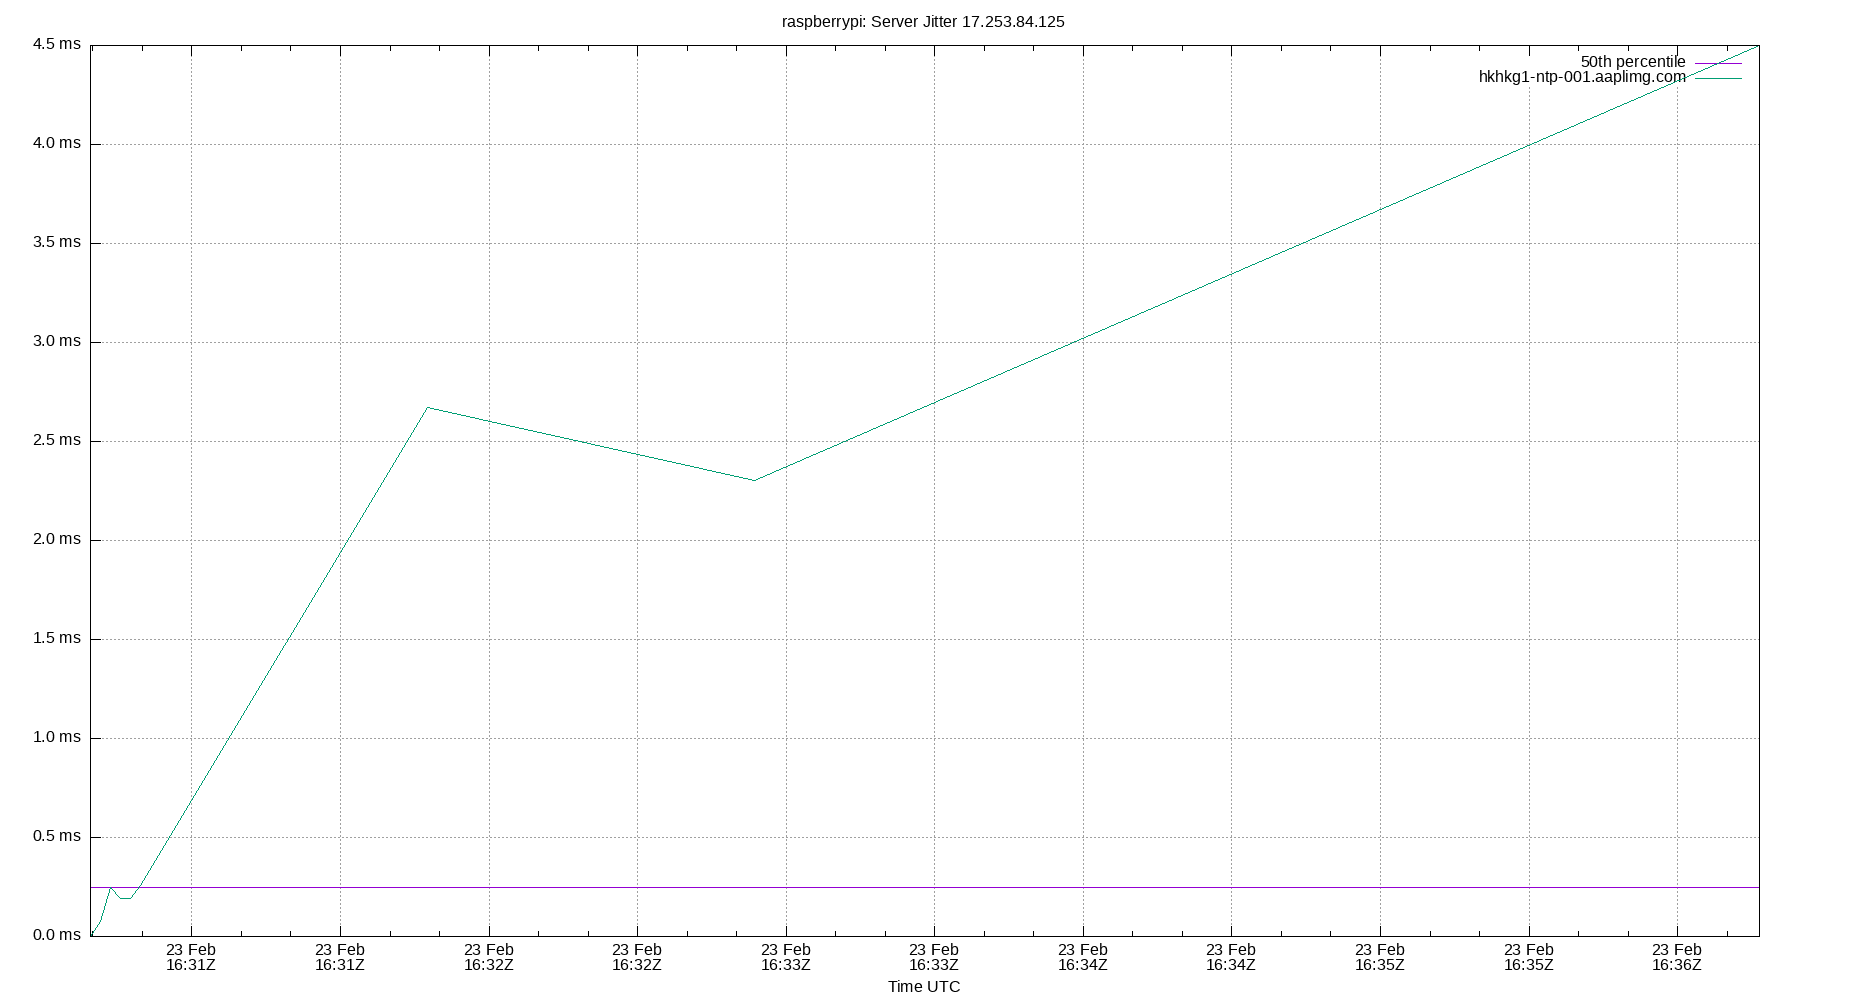 raspberrypi: Server Jitter 17.253.84.125
4.5 ms
50th percentile
hkhkg1-ntp-001.aaplimg.com
4.0 ms
3.5 ms
3.0 ms
2.5 ms
2.0 ms
1.5 ms
1.0 ms
0.5 ms
0.0 ms
23 Feb 23 Feb 23 Feb 23 Feb 23 Feb 23 Feb 23 Feb 23 Feb 23 Feb 23 Feb 23 Feb
16:31Z 16:31Z 16:32Z 16:32Z 16:33Z 16:33Z 16:34Z 16:34Z 16:35Z 16:35Z 16:36Z
Time UTC